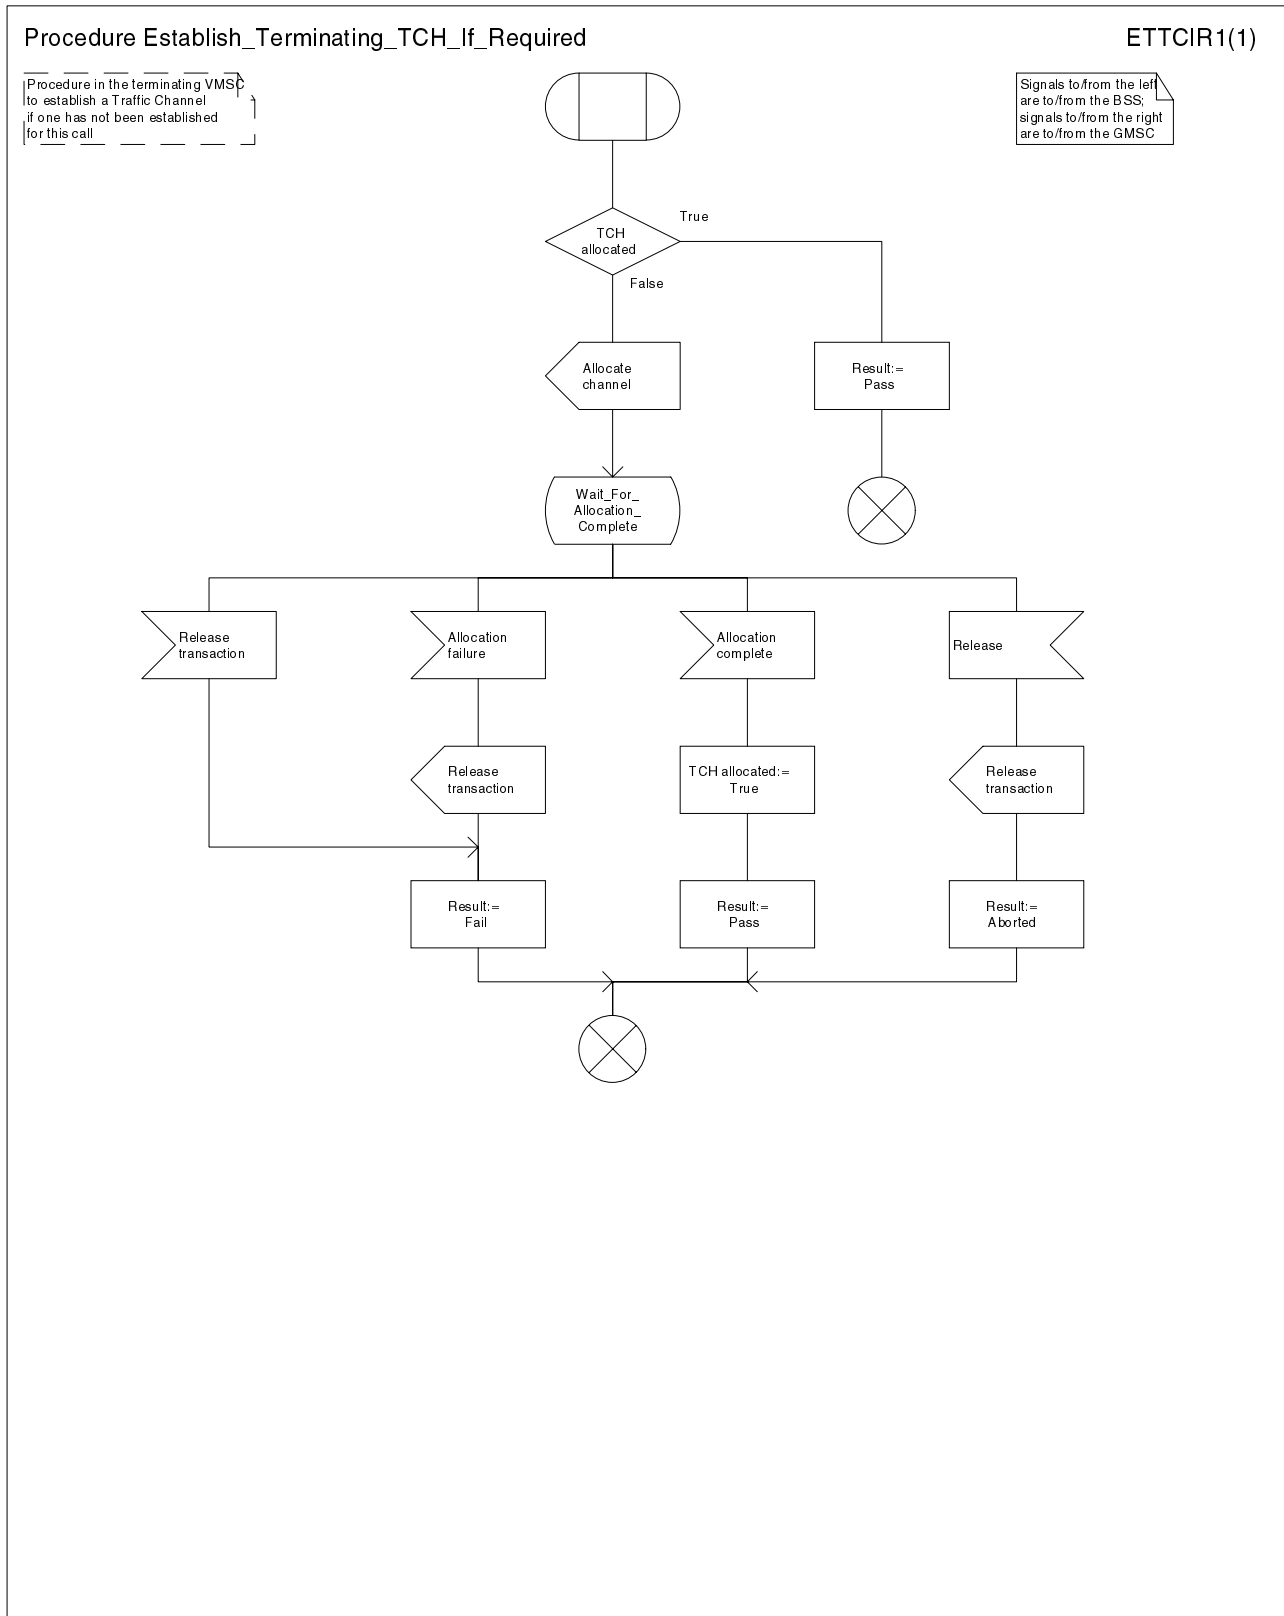 Procedure Establish_Terminating_TCH_If_Required
ETTCIR1(1)
Procedure in the terminating VMSC
to establish a Traffic Channel
if one has not been established
for this call
Signals to/from the left
are to/from the BSS;
signals to/from the right
are to/from the GMSC
TCH
allocated
True
False
Allocate
channel
Result:=
Pass
Wait_For_
Allocation_
Complete
Release
transaction
Allocation
failure
Allocation
complete
Release
Release
transaction
TCH allocated:=
True
Release
transaction
Result:=
Fail
Result:=
Pass
Result:=
Aborted